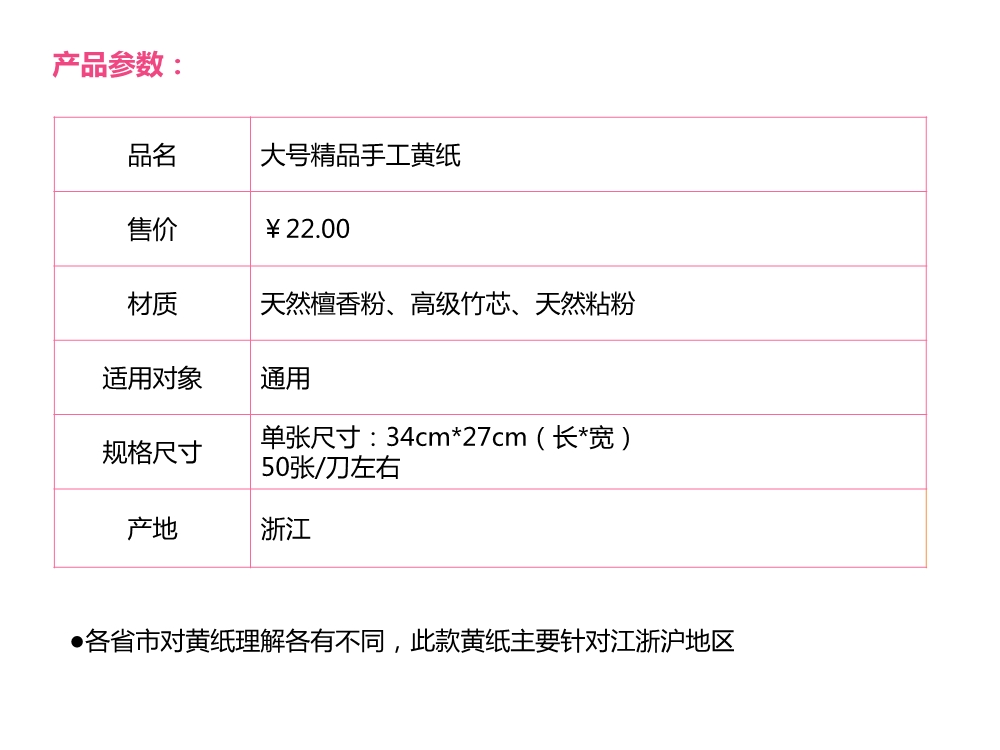 产品参数：
品名
大号精品手工黄纸
售价
￥22.00
材质
天然檀香粉、高级竹芯、天然粘粉
适用对象
通用
规格尺寸
单张尺寸：34cm*27cm（长*宽）
50张/刀左右
产地
浙江
●各省市对黄纸理解各有不同，此款黄纸主要针对江浙沪地区